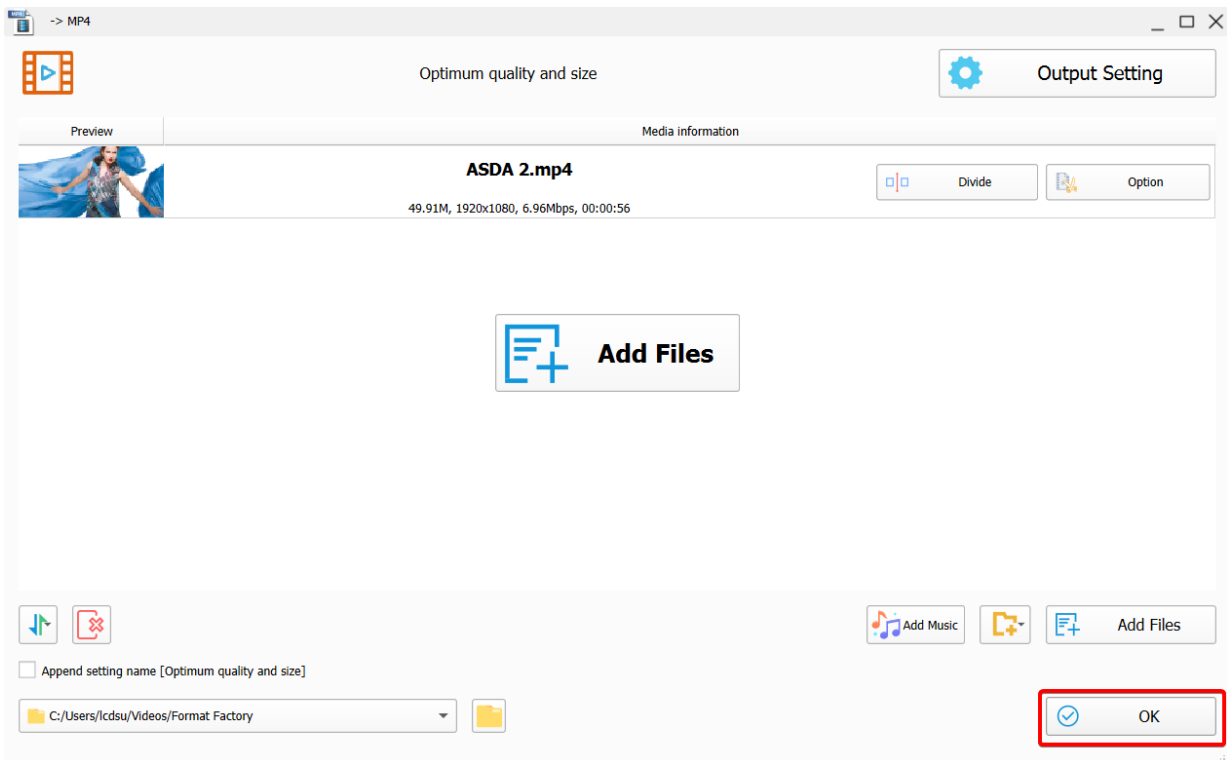 -> MP4
Optimum quality and size
Output Setting
Preview
Media information
ASDA 2.mp4
49.91M, 1920x1080, 6.96Mbps, 00:00:56
Divide
Option
Add Files
Add Music
Add Files
Append setting name [Optimum quality and size]
C:/Users/lcdsu/Videos/Format Factory
OK